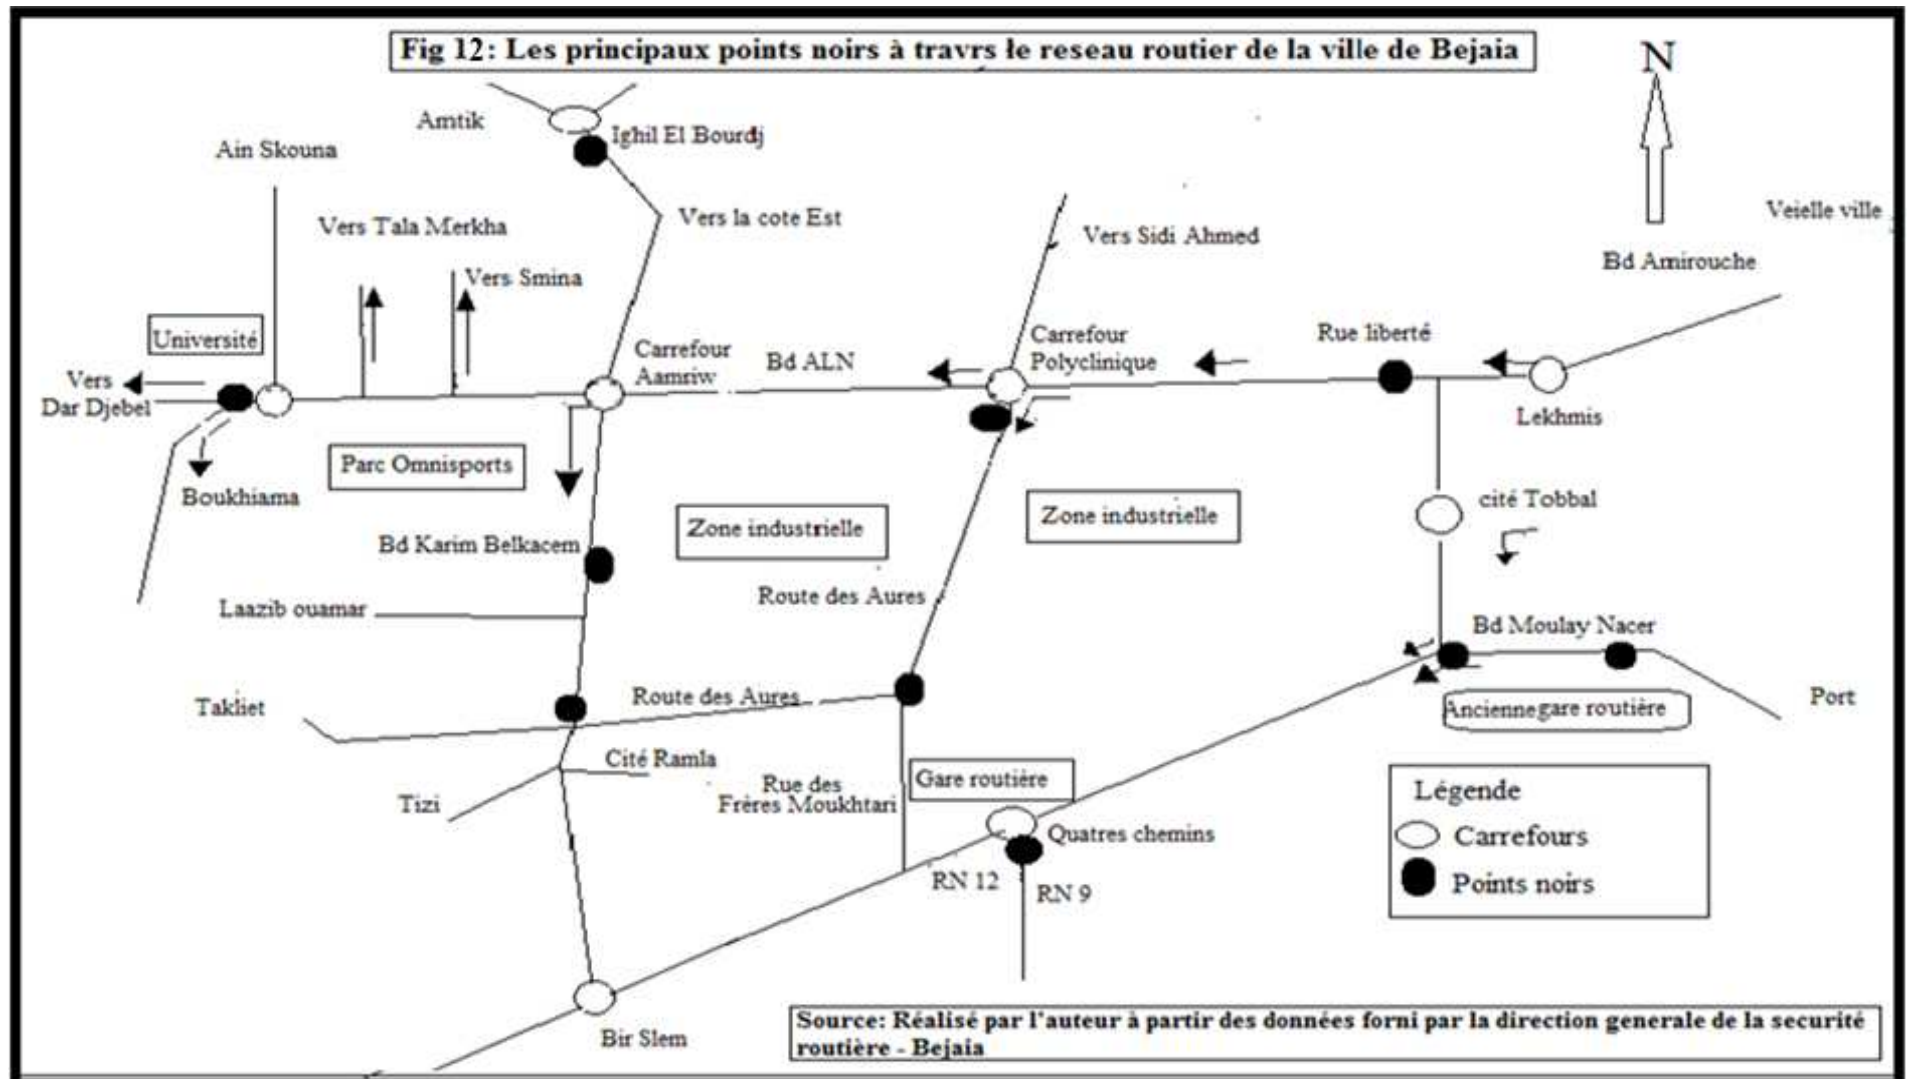 Fig 12: Les principaux points noirs à travrs le reseau routier de la ville de Bejaia
N
Amtik
Ighil El Bourdj
Ain Skouna
Vers Tala Merkha
Vers la cote Est
Vers Sidi Ahmed
Veielle ville
Bd Amirouche
Vers Smina
Université
Carrefour
Aamriw
Bd ALN
Carrefour
Polyclinique
Rue liberté
Vers
Dar Djebel
Lekhmis
Parc Omnisports
Boukhiama
Zone industrielle
Zone industrielle
cité Tobbal
Bd Karim Belkacem
Laazib ouamar
Route des Aures
Bd Moulay Nacer
Takliet
Route des Aures
Anciennegare routière
Port
Cité Ramla
Tizi
Rue des
Frères Moukhtari
Gare routière
Quatres chemins
RN 12
RN 9
Légende
Carrefours
Points noirs
Bir Slem
Source: Réalisé par l'auteur à partir des données forni par la direction generale de la securité
routière - Bejaia